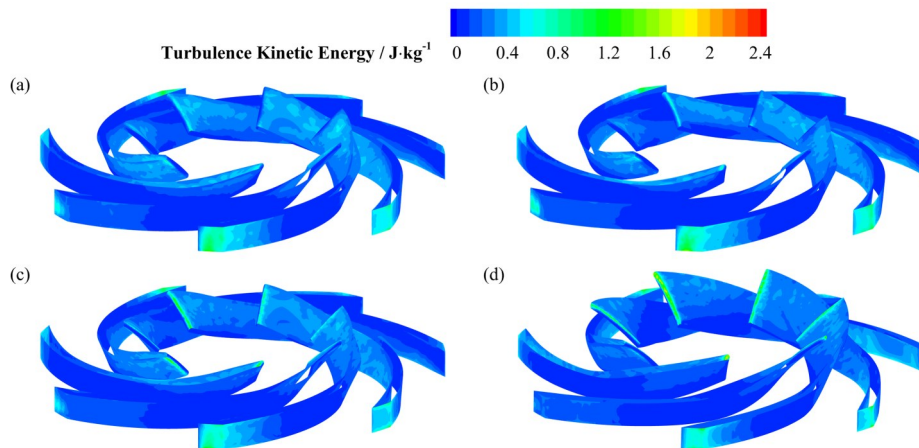 Turbulence Kinetic Energy / J·kg⁻¹ 0 0.4 0.8 1.2 1.6 2 2.4
(a) (b)
(c) (d)